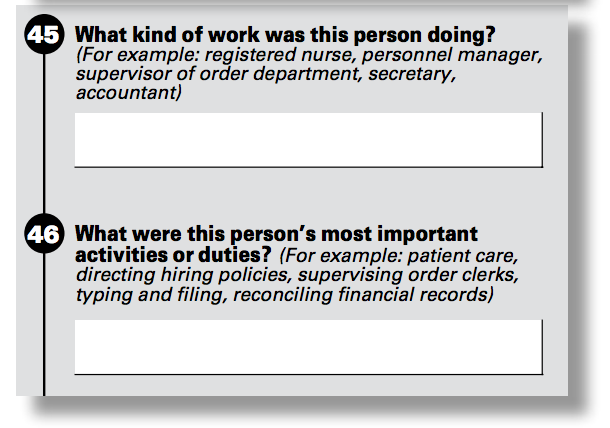 45 What kind of work was this person doing?
(For example: registered nurse, personnel manager,
supervisor of order department, secretary,
accountant)
46 What were this person's most important
activities or duties? (For example: patient care,
directing hiring policies, supervising order clerks,
typing and filing, reconciling financial records)